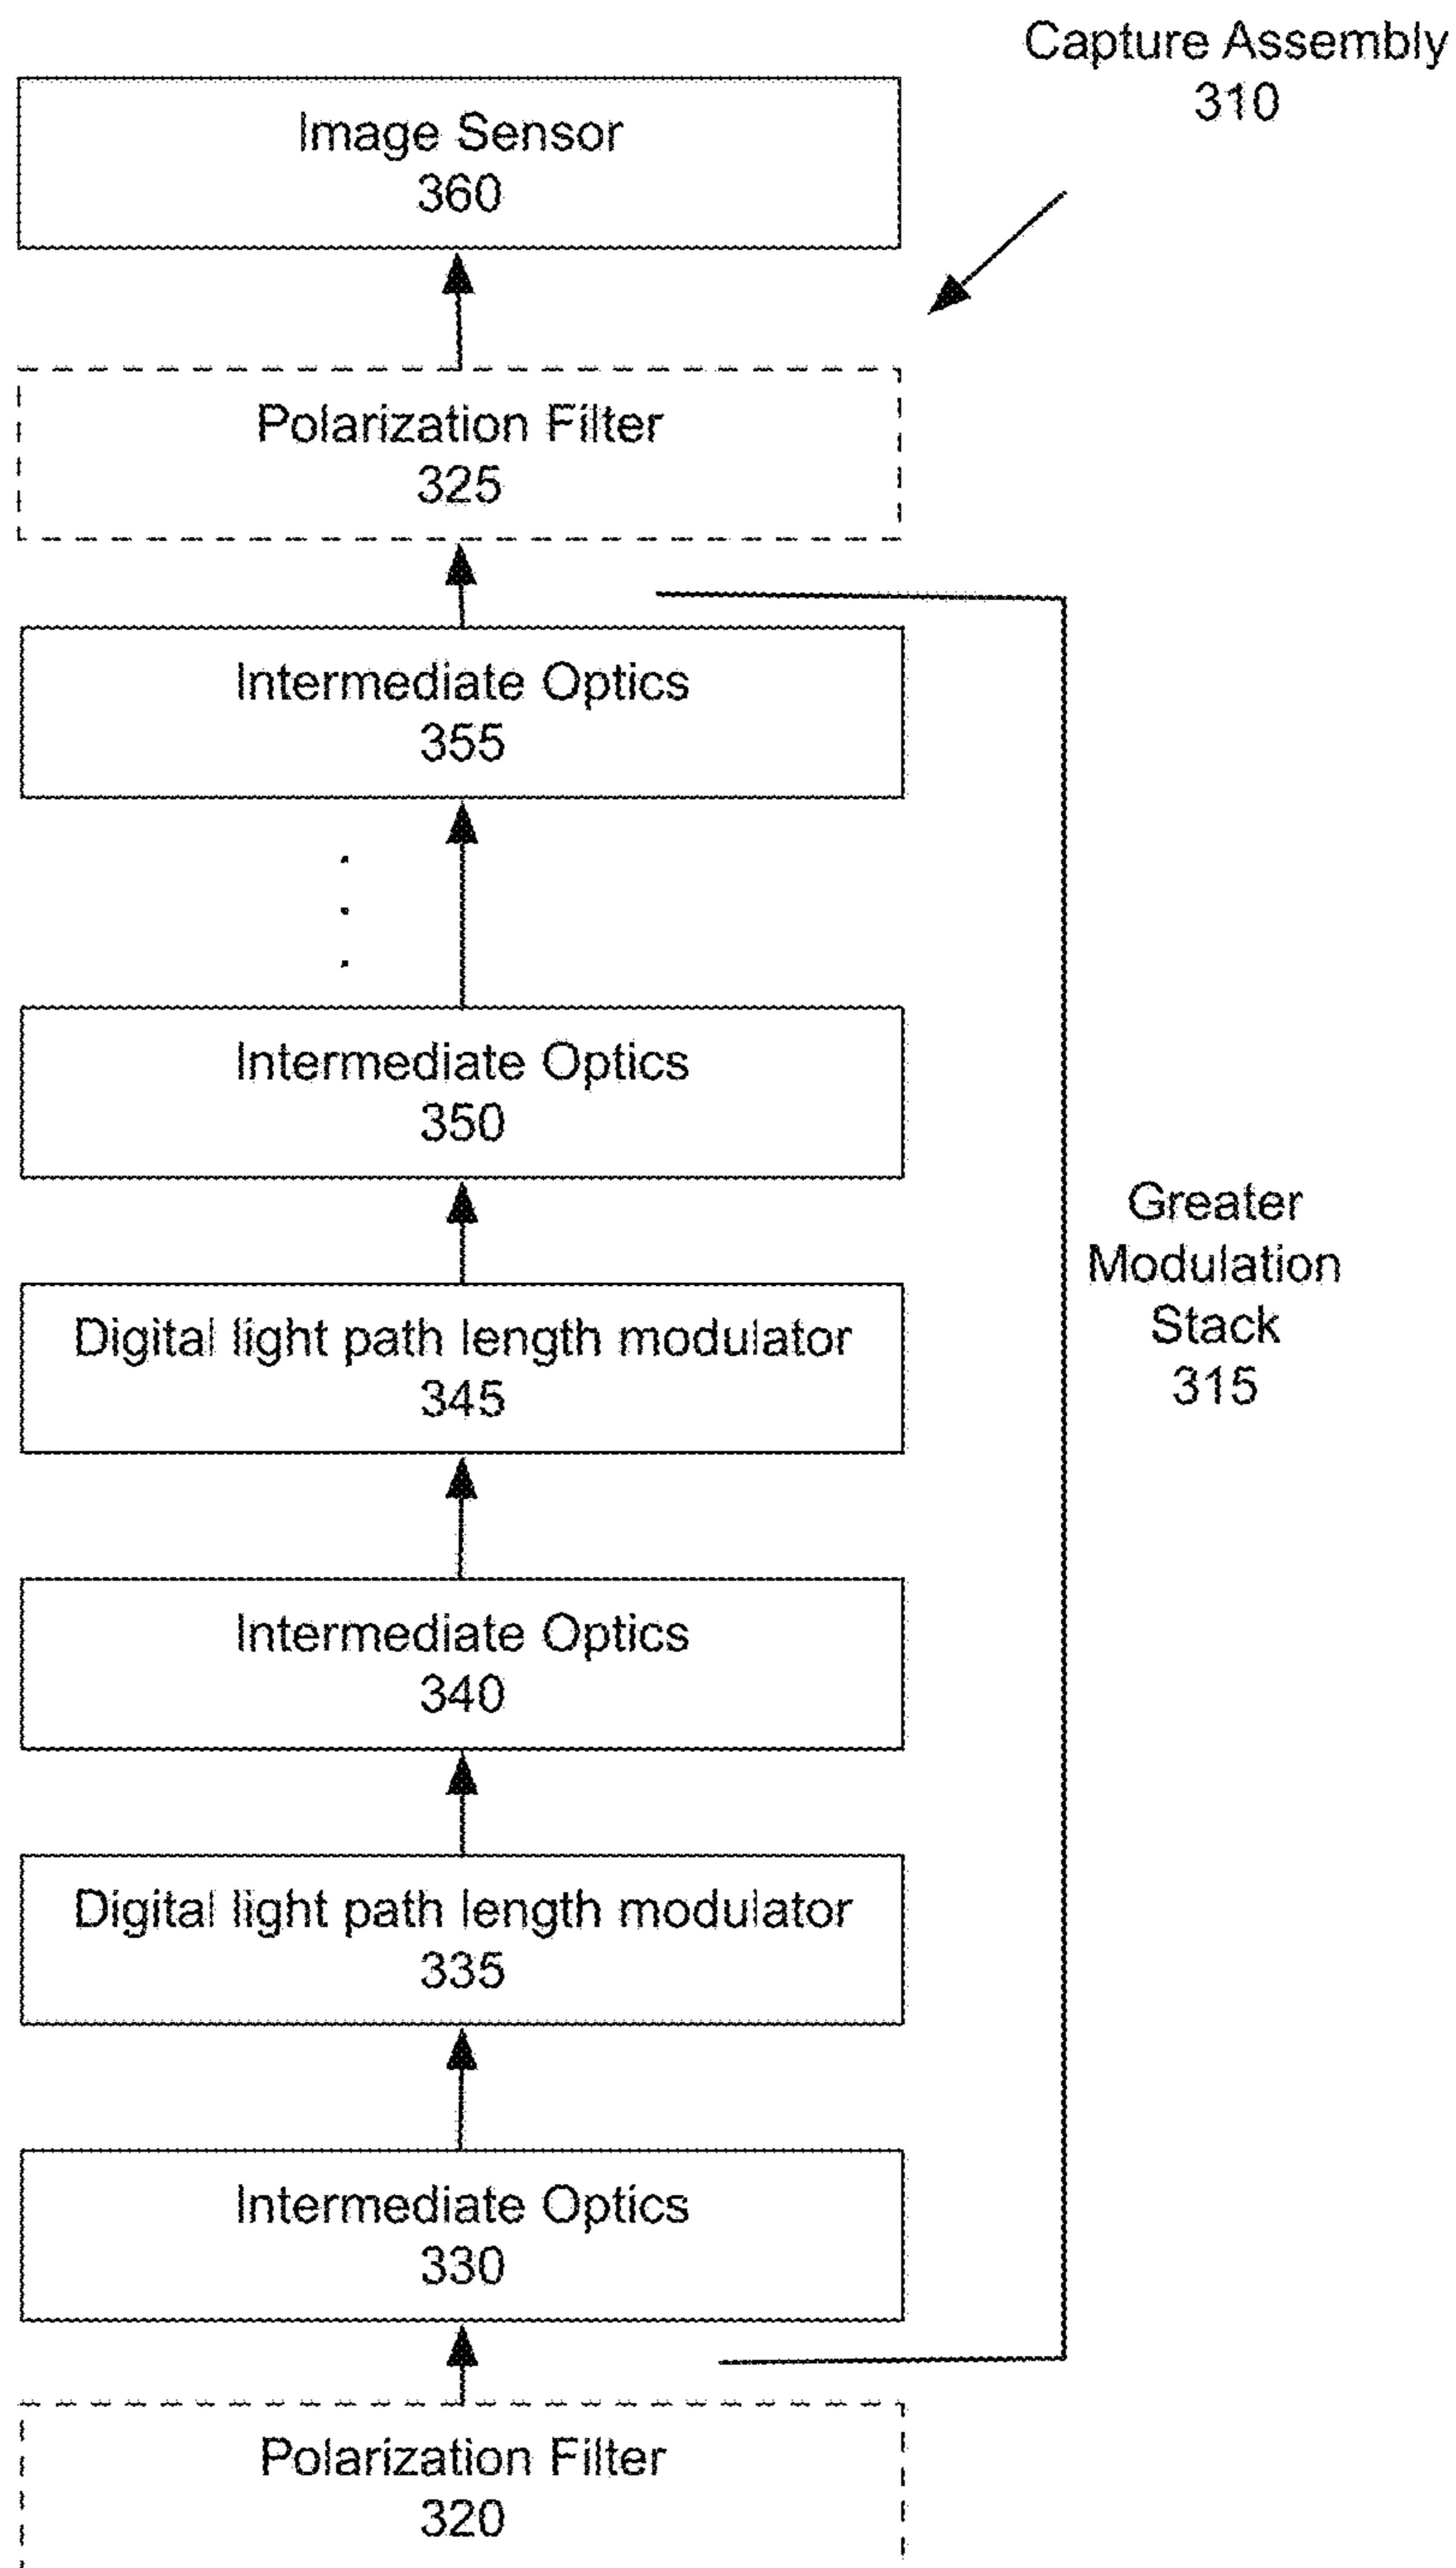 Capture Assembly
310
Image Sensor
360
Polarization Filter
325
Intermediate Optics
355
.
.
.
Intermediate Optics
350
Greater
Modulation
Stack
315
Digital light path length modulator
345
Intermediate Optics
340
Digital light path length modulator
335
Intermediate Optics
330
Polarization Filter
320